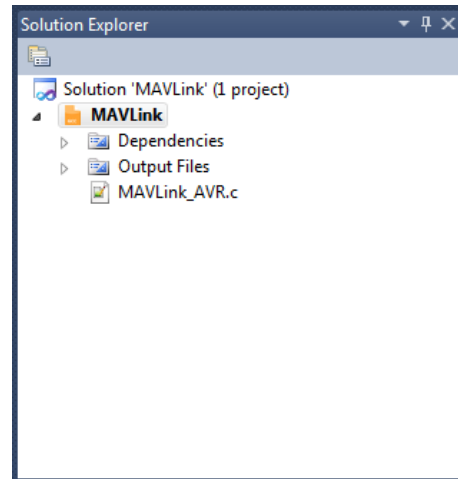 Solution Explorer
Solution 'MAVLink' (1 project)
MAVLink
Dependencies
Output Files
MAVLink_AVR.c